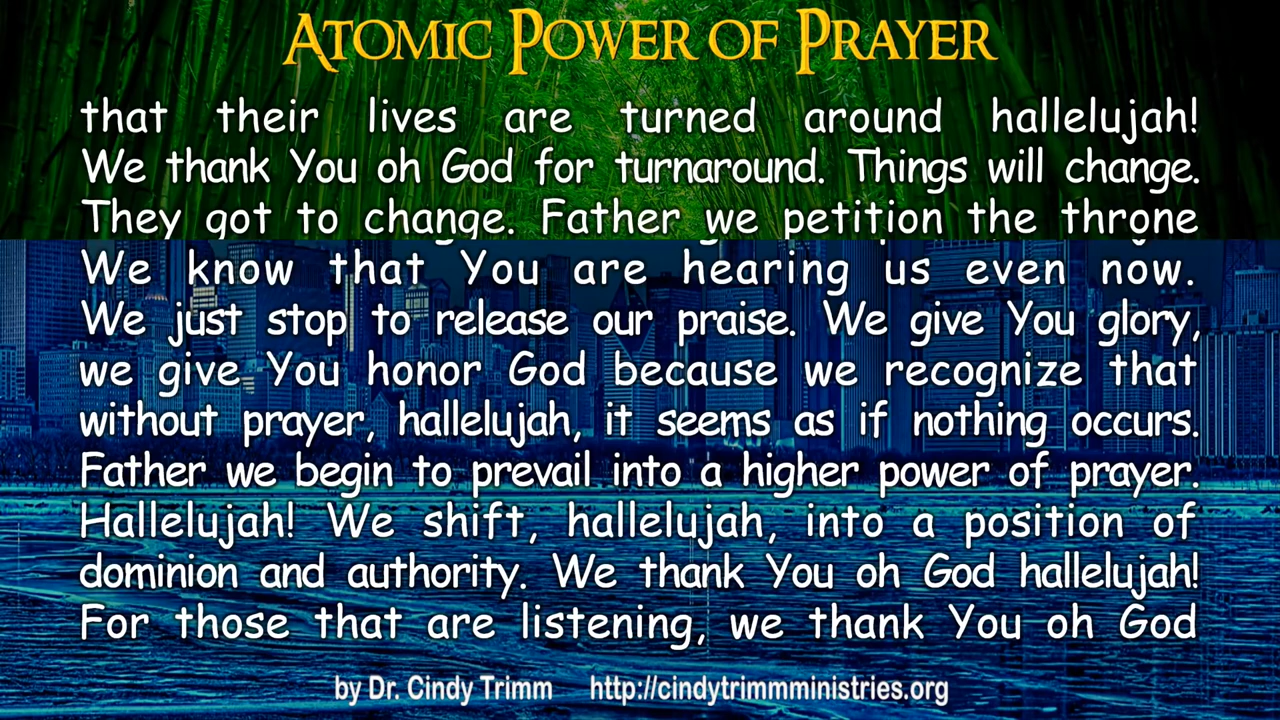 Atomic Power of Prayer
that their lives are turned around hallelujah!
We thank You oh God for turnaround. Things will change.
They got to change. Father we petition the throne
We know that You are hearing us even now.
We just stop to release our praise. We give You glory,
we give You honor God because we recognize that
without prayer, hallelujah, it seems as if nothing occurs.
Father we begin to prevail into a higher power of prayer.
Hallelujah! We shift, hallelujah, into a position of
dominion and authority. We thank You oh God hallelujah!
For those that are listening, we thank You oh God
by Dr. Cindy Trimm http://cindytrimmministries.org